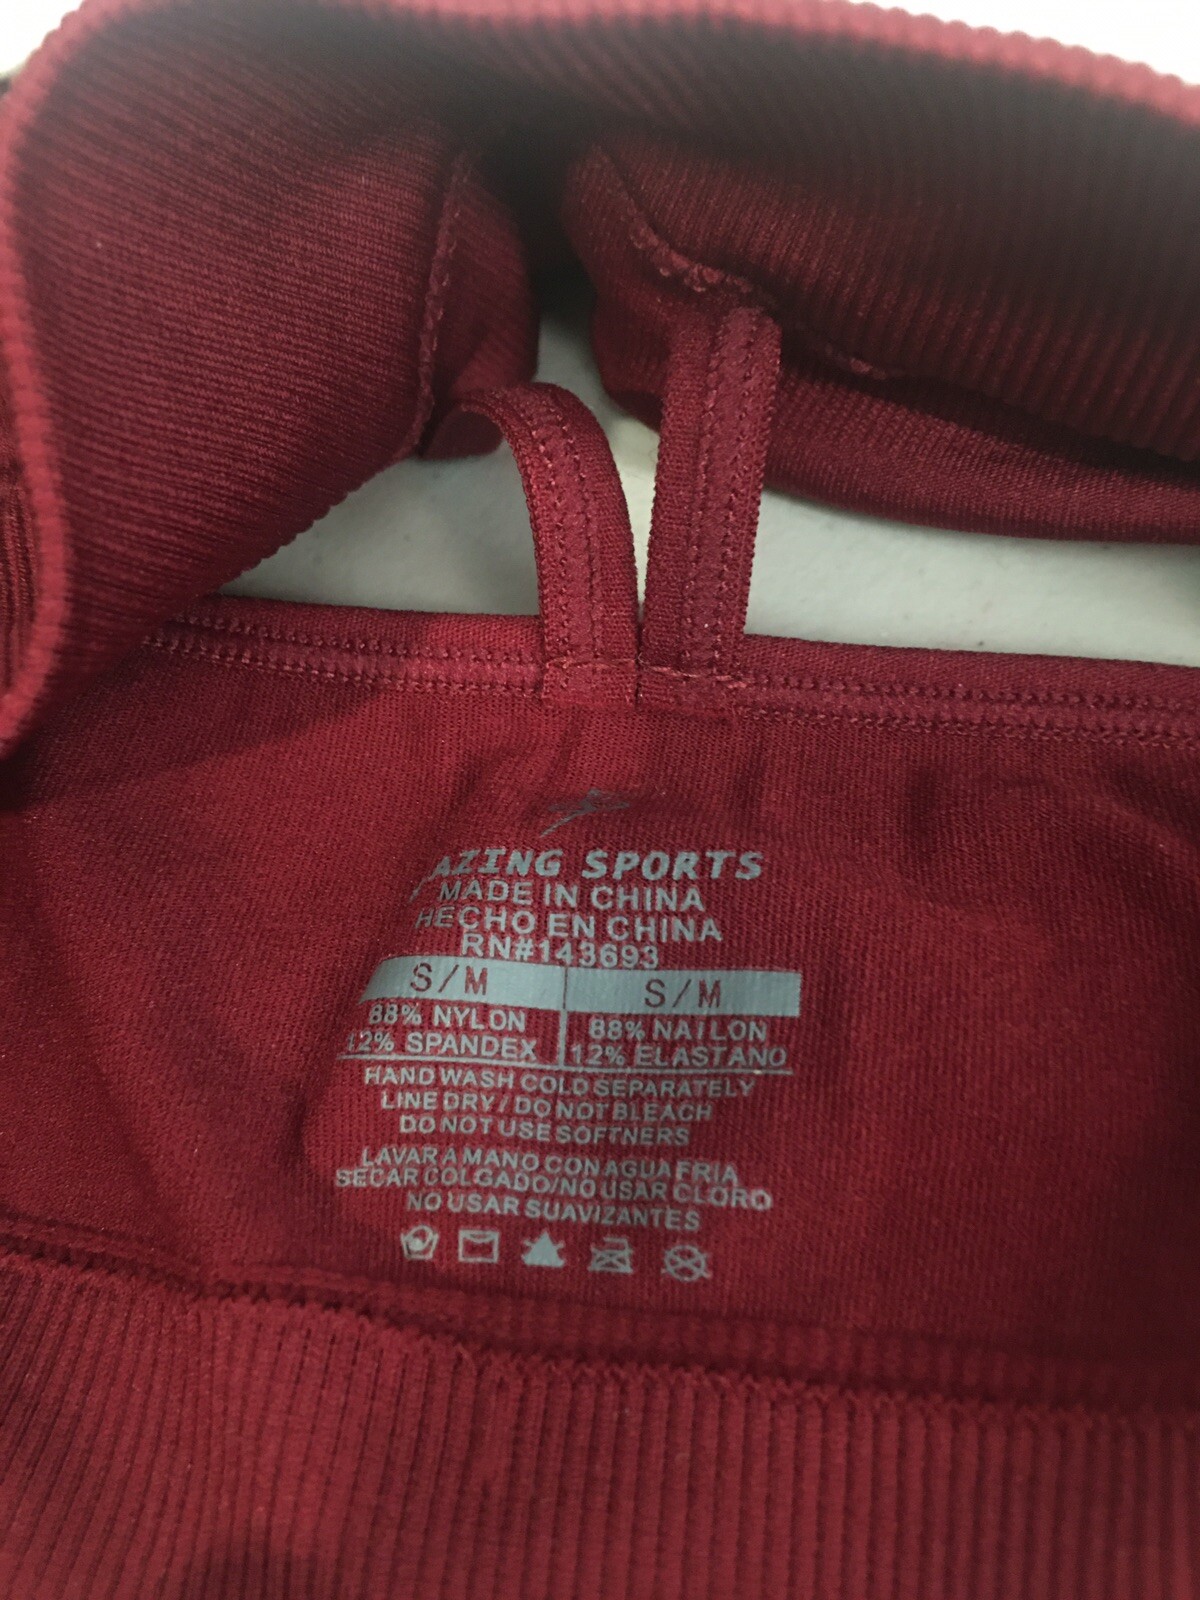 SPORTS
MADE IN CHINA
HECHO EN CHINA
RN#143693
S/M S/M
88% NYLON 88% NAILON
12% SPANDEX 12% ELASTANO
HAND WASH COLD SEPARATELY
LINE DRY / DO NOT BLEACH
DO NOT USE SOFTNERS
LAVAR A MANO CON AGUA FRIA
SECAR COLGADO/NO USAR CLORO
NO USAR SUAVIZANTES